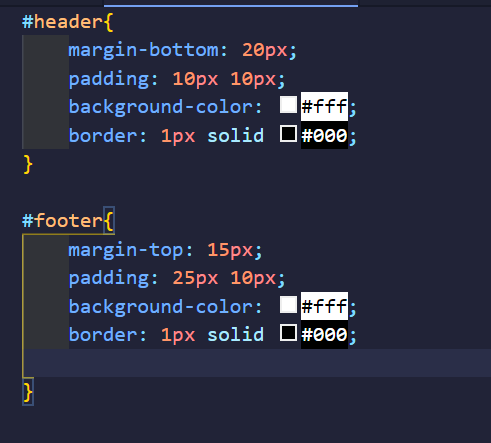 #header{
margin-bottom: 20px;
padding: 10px 10px;
background-color: #fff;
border: 1px solid #000;
}
#footer{
margin-top: 15px;
padding: 25px 10px;
background-color: #fff;
border: 1px solid #000;
}